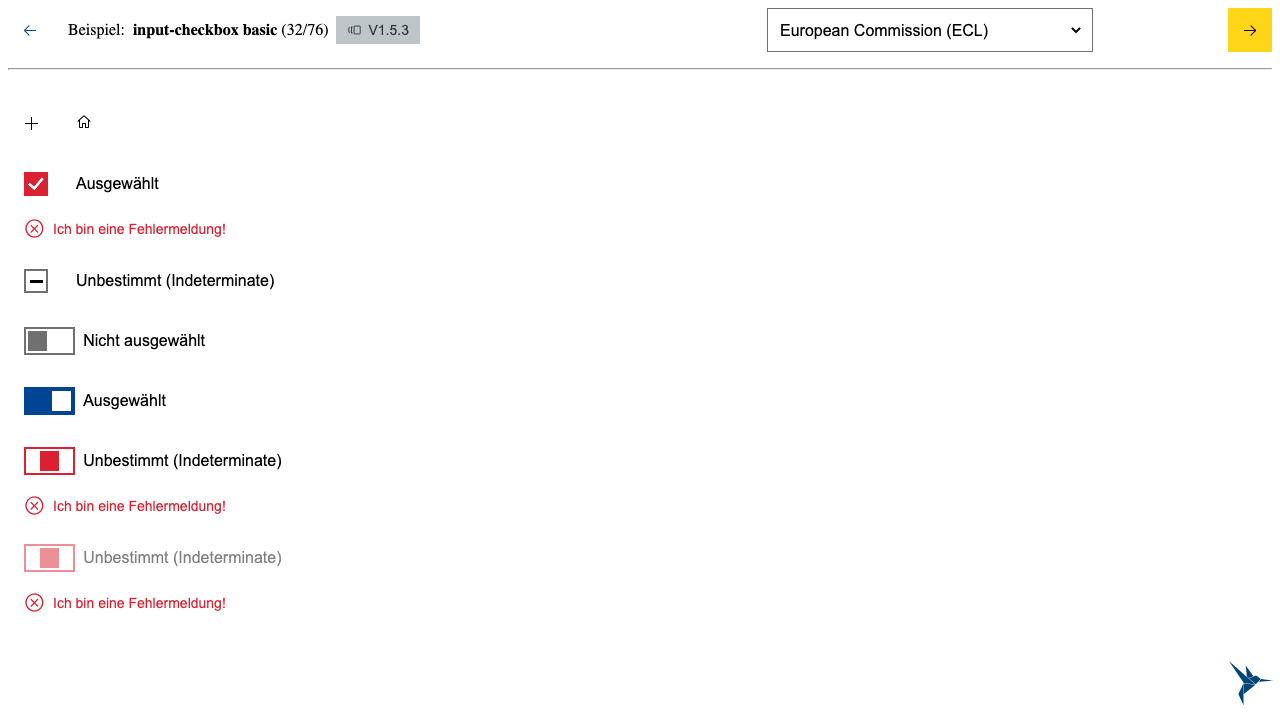 Beispiel: input-checkbox basic (32/76) V1.5.3 European Commission (ECL)
Ausgewählt
Ich bin eine Fehlermeldung!
Unbestimmt (Indeterminate)
Nicht ausgewählt
Ausgewählt
Unbestimmt (Indeterminate)
Ich bin eine Fehlermeldung!
Unbestimmt (Indeterminate)
Ich bin eine Fehlermeldung!